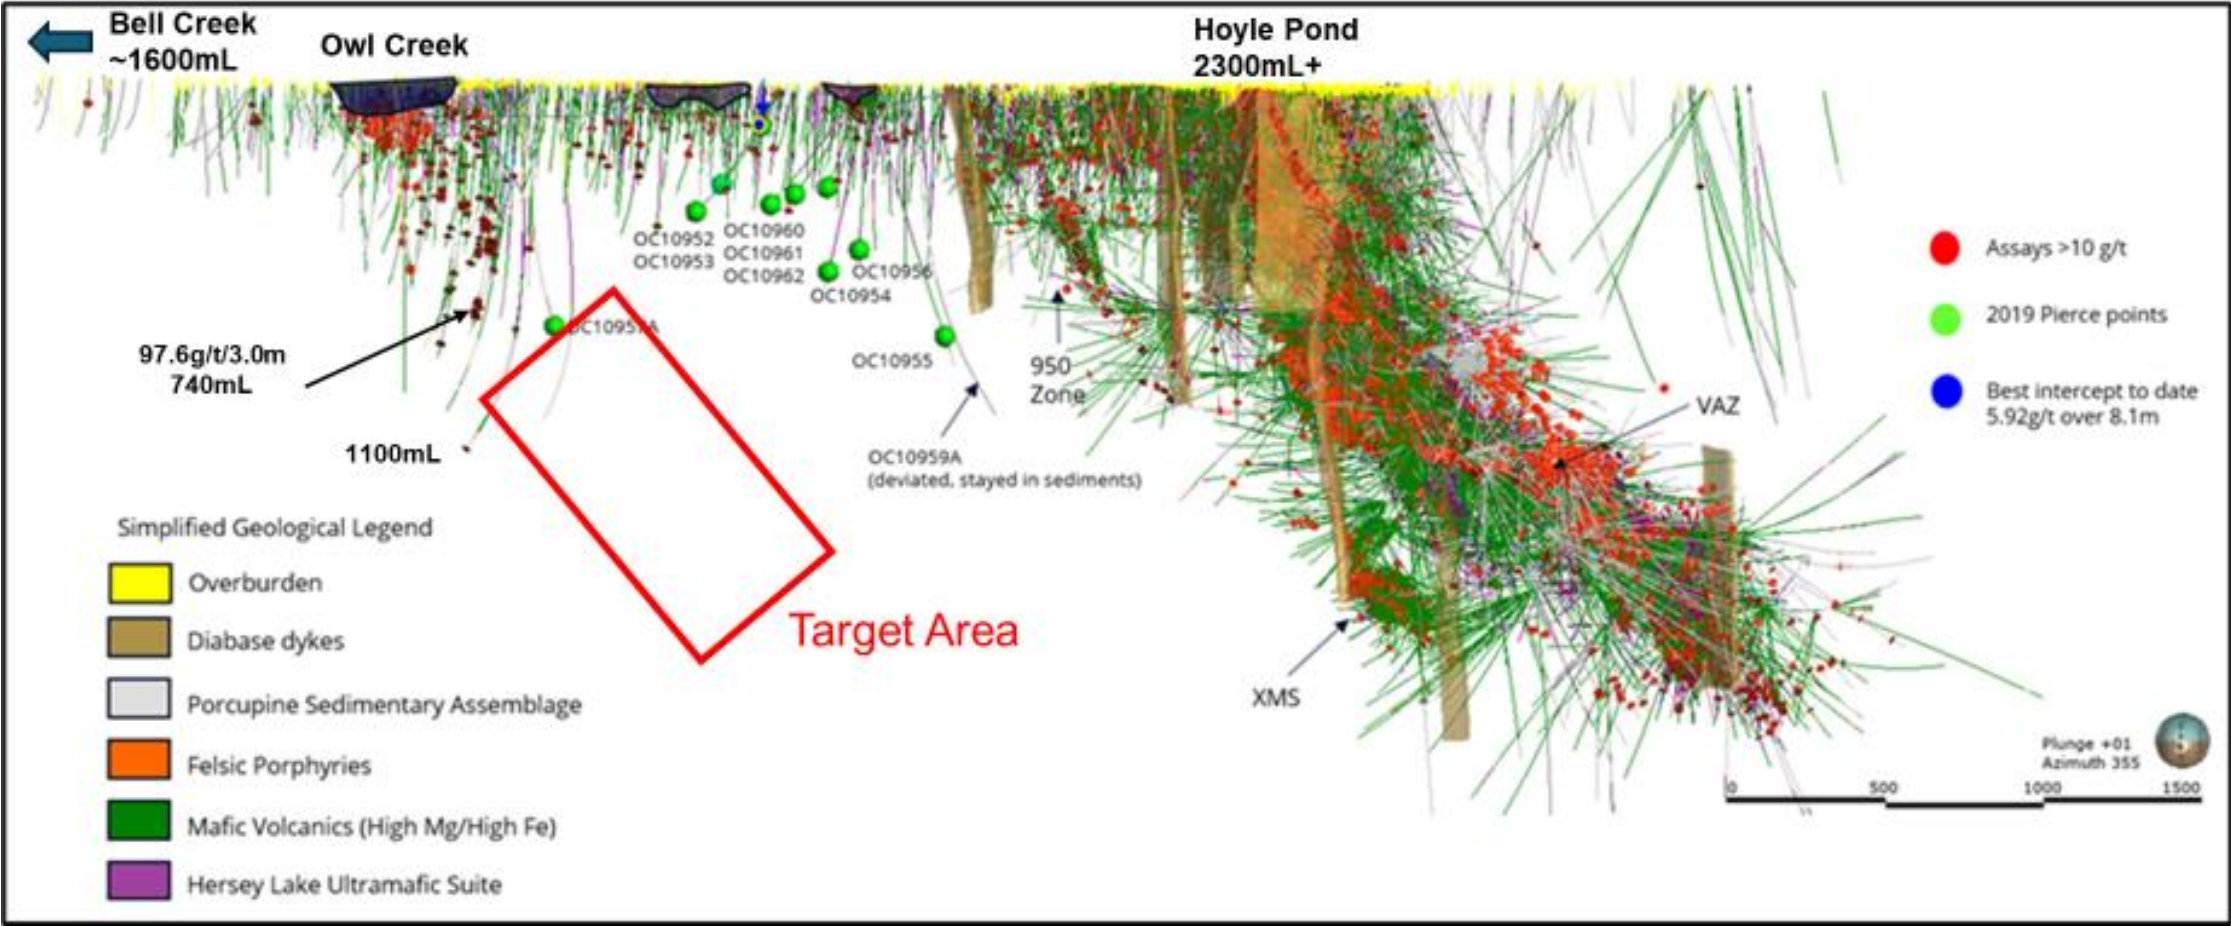 Bell Creek
~1600mL
Owl Creek
Hoyle Pond
2300mL+
OC10952
OC10953
OC10960
OC10961
OC10962
OC10956
OC10954
OC10957A
OC10955
950
Zone
OC10959A
(deviated, stayed in sediments)
97.6g/t/3.0m
740mL
1100mL
VAZ
XMS
Target Area
Assays >10 g/t
2019 Pierce points
Best intercept to date
5.92g/t over 8.1m
Simplified Geological Legend
Overburden
Diabase dykes
Porcupine Sedimentary Assemblage
Felsic Porphyries
Mafic Volcanics (High Mg/High Fe)
Hersey Lake Ultramafic Suite
Plunge +01
Azimuth 355
0 500 1000 1500